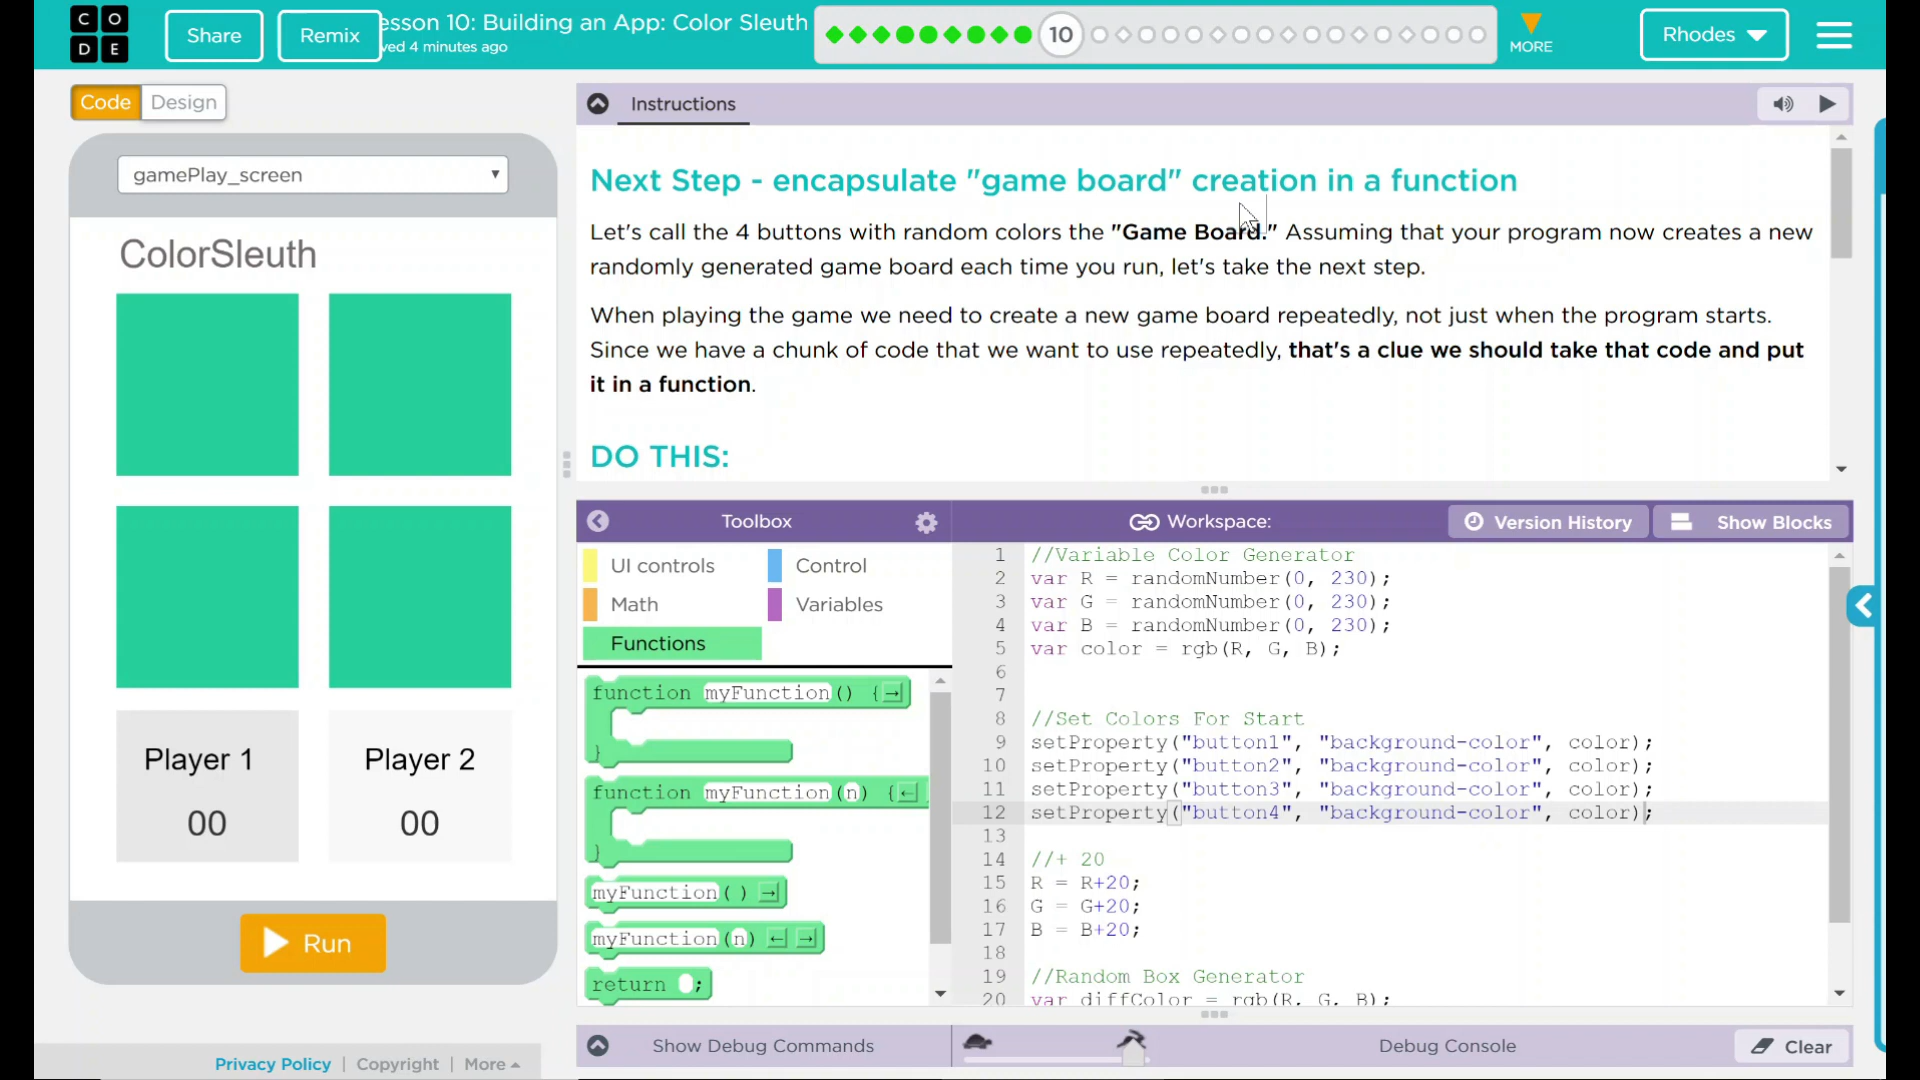 CODE
Share
Remix
esson 10: Building an App: Color Sleuth
ved 4 minutes ago
10
MORE
Rhodes
Code
Design
gamePlay_screen
ColorSleuth
Player 1
00
Player 2
00
Run
Privacy Policy | Copyright | More
Instructions
Next Step - encapsulate "game board" creation in a function
Let's call the 4 buttons with random colors the "Game Board." Assuming that your program now creates a new
randomly generated game board each time you run, let's take the next step.
When playing the game we need to create a new game board repeatedly, not just when the program starts.
Since we have a chunk of code that we want to use repeatedly, that's a clue we should take that code and put
it in a function.
DO THIS:
Toolbox
UI controls
Control
Math
Variables
Functions
function myFunction() {
}
function myFunction(n) {
}
myFunction()
myFunction(n)
return ;
Workspace:
Version History
Show Blocks
1 //Variable Color Generator
2 var R = randomNumber(0, 230);
3 var G = randomNumber(0, 230);
4 var B = randomNumber(0, 230);
5 var color = rgb(R, G, B);
6
7
8 //Set Colors For Start
9 setProperty("button1", "background-color", color);
10 setProperty("button2", "background-color", color);
11 setProperty("button3", "background-color", color);
12 setProperty("button4", "background-color", color);
13
14 //+ 20
15 R = R+20;
16 G = G+20;
17 B = B+20;
18
19 //Random Box Generator
20 var diffColor = rgb(R, G, B);
Show Debug Commands
Debug Console
Clear